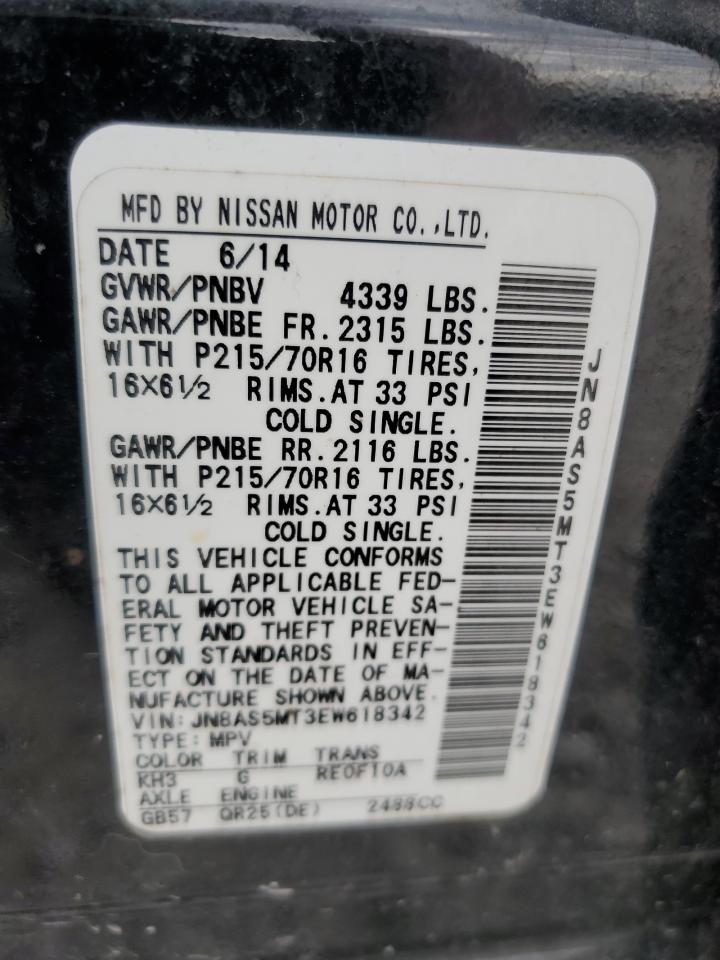 MFD BY NISSAN MOTOR CO.,LTD.
DATE 6/14
GVWR/PNBV 4339 LBS.
GAWR/PNBE FR.2315 LBS.
WITH P215/70R16 TIRES,
16X6½ RIMS.AT 33 PSI
COLD SINGLE.
GAWR/PNBE RR.2116 LBS.
WITH P215/70R16 TIRES,
16X6½ RIMS.AT 33 PSI
COLD SINGLE.
THIS VEHICLE CONFORMS
TO ALL APPLICABLE FED-
ERAL MOTOR VEHICLE SA-
FETY AND THEFT PREVEN-
TION STANDARDS IN EFF-
ECT ON THE DATE OF MA-
NUFACTURE SHOWN ABOVE.
VIN: JN8AS5MT3EW618342
TYPE: MPV
COLOR TRIM TRANS
KH3 G RE0F10A
AXLE ENGINE
GB57 QR25(DE) 2488CC
JN8AS5MT3EW618342